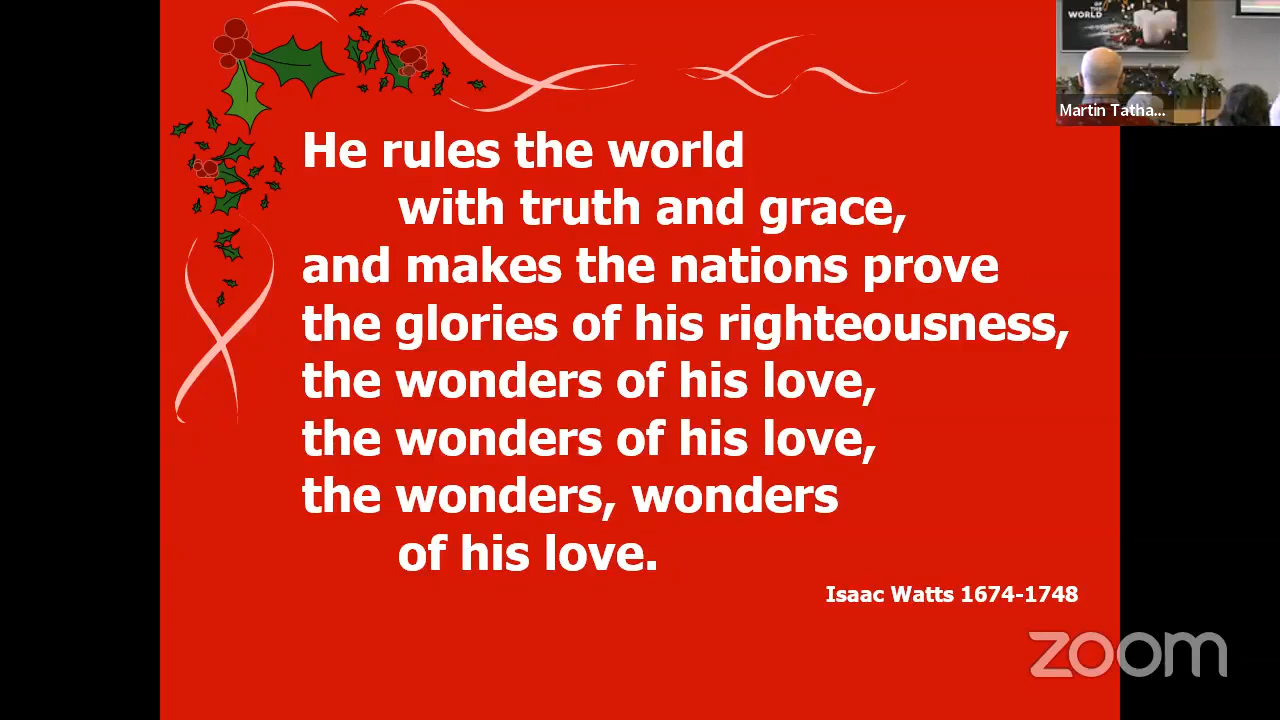 OF
THE
WORLD
Martin Tatha...
He rules the world
with truth and grace,
and makes the nations prove
the glories of his righteousness,
the wonders of his love,
the wonders of his love,
the wonders, wonders
of his love.
Isaac Watts 1674-1748
zoom